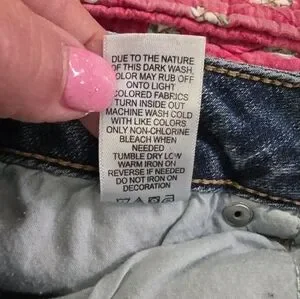 DUE TO THE NATURE
OF THIS DARK WASH,
COLOR MAY RUB OFF
ONTO LIGHT
COLORED FABRICS
TURN INSIDE OUT
MACHINE WASH COLD
WITH LIKE COLORS
ONLY NON-CHLORINE
BLEACH WHEN
NEEDED
TUMBLE DRY LOW
WARM IRON ON
REVERSE IF NEEDED
DO NOT IRON ON
DECORATION